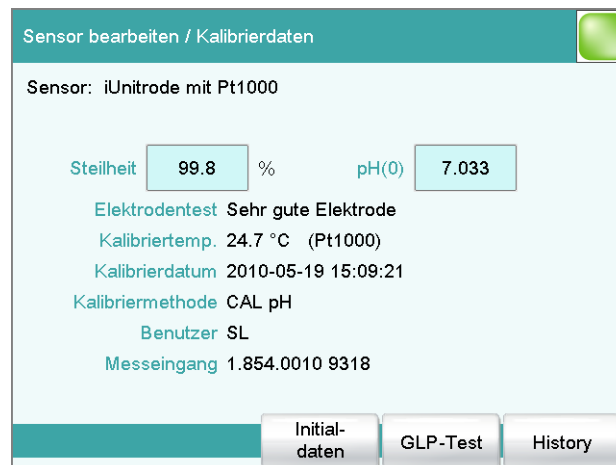 Sensor bearbeiten / Kalibrierdaten
Sensor: iUnitrode mit Pt1000
Steilheit 99.8 % pH(0) 7.033
Elektrodentest Sehr gute Elektrode
Kalibriertemp. 24.7 °C (Pt1000)
Kalibrierdatum 2010-05-19 15:09:21
Kalibriermethode CAL pH
Benutzer SL
Messeingang 1.854.0010 9318
Initial-
daten GLP-Test History